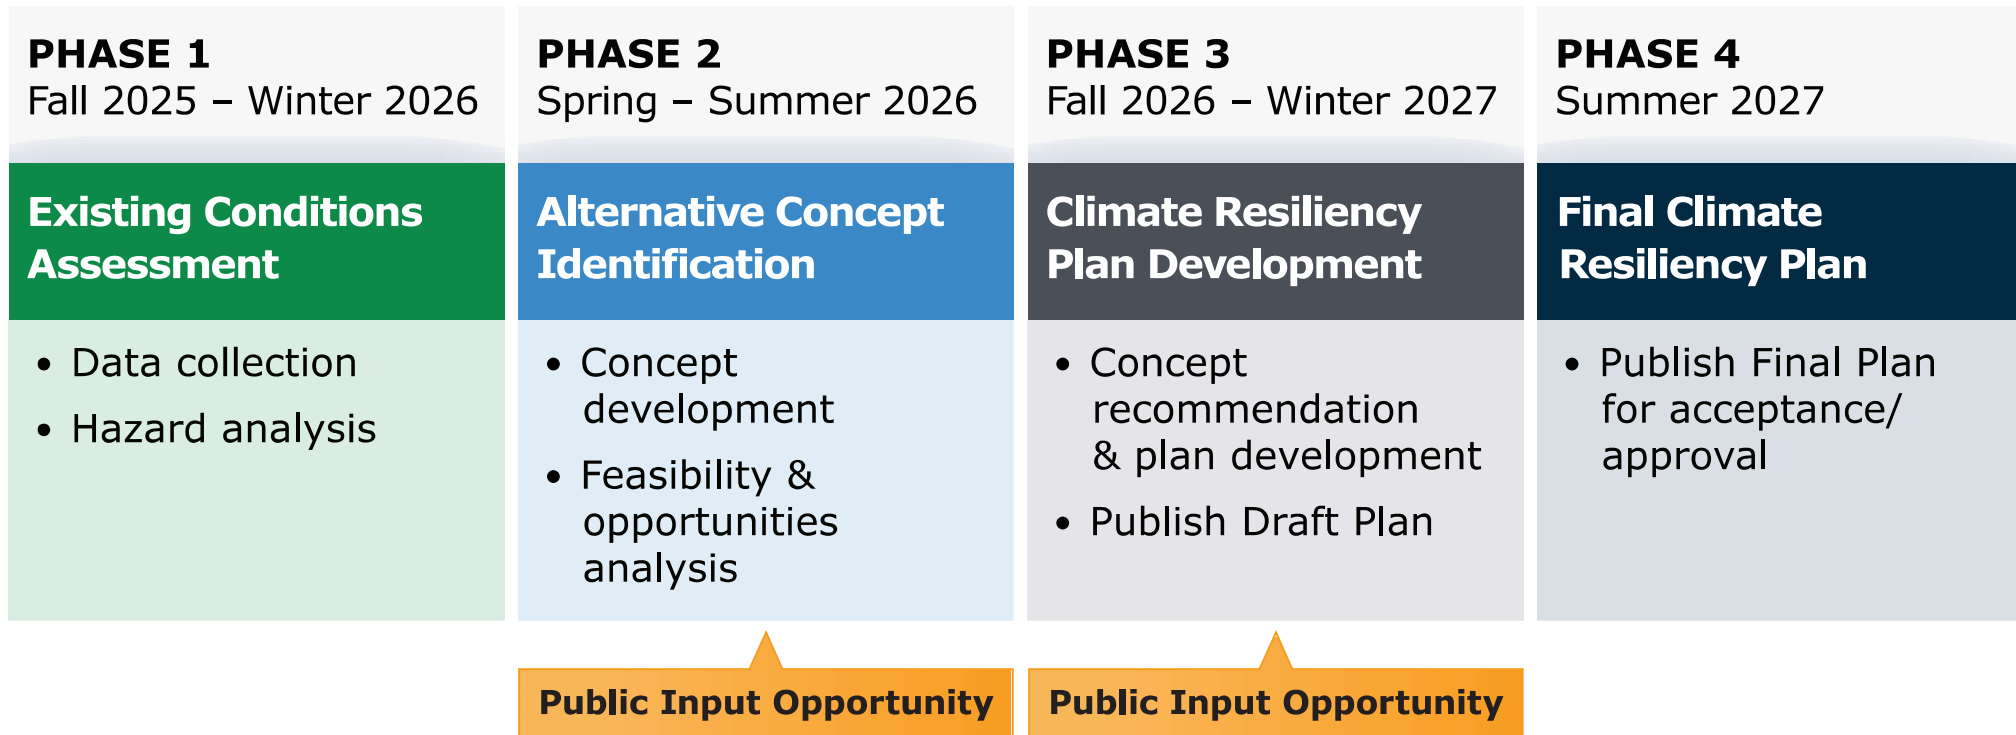 PHASE 1
Fall 2025 – Winter 2026
Existing Conditions
Assessment
• Data collection
• Hazard analysis
PHASE 2
Spring – Summer 2026
Alternative Concept
Identification
• Concept
development
• Feasibility &
opportunities
analysis
Public Input Opportunity
PHASE 3
Fall 2026 – Winter 2027
Climate Resiliency
Plan Development
• Concept
recommendation
& plan development
• Publish Draft Plan
Public Input Opportunity
PHASE 4
Summer 2027
Final Climate
Resiliency Plan
• Publish Final Plan
for acceptance/
approval